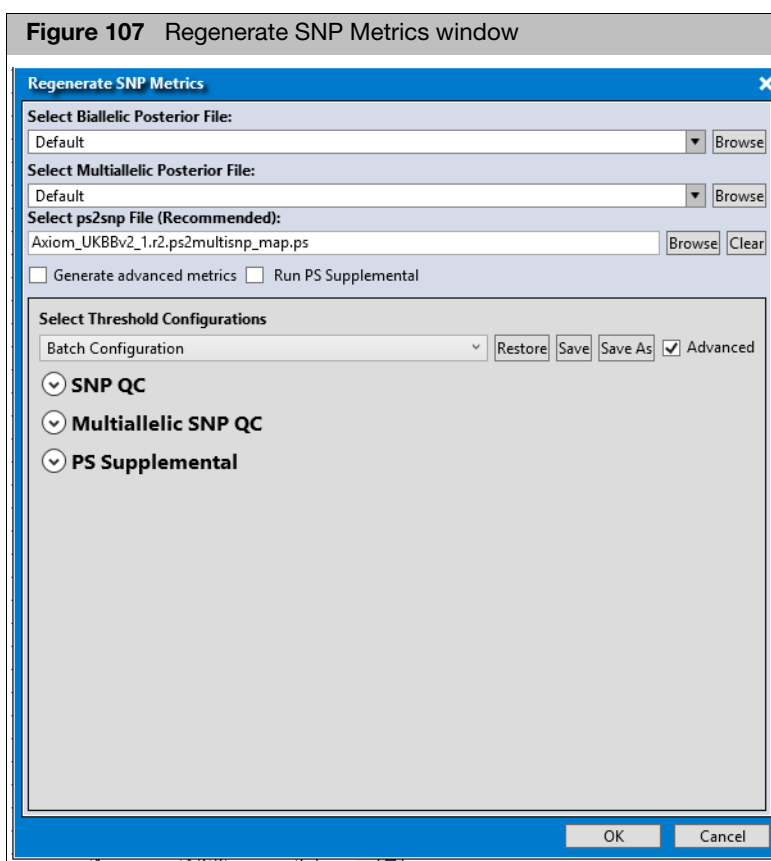 Figure 107 Regenerate SNP Metrics window
Regenerate SNP Metrics
Select Biallelic Posterior File:
Default Browse
Select Multiallelic Posterior File:
Default Browse
Select ps2snp File (Recommended):
Axiom_UKBBv2_1.r2.ps2multisnp_map.ps Browse Clear
Generate advanced metrics Run PS Supplemental
Select Threshold Configurations
Batch Configuration Restore Save Save As Advanced
SNP QC
Multiallelic SNP QC
PS Supplemental
OK Cancel